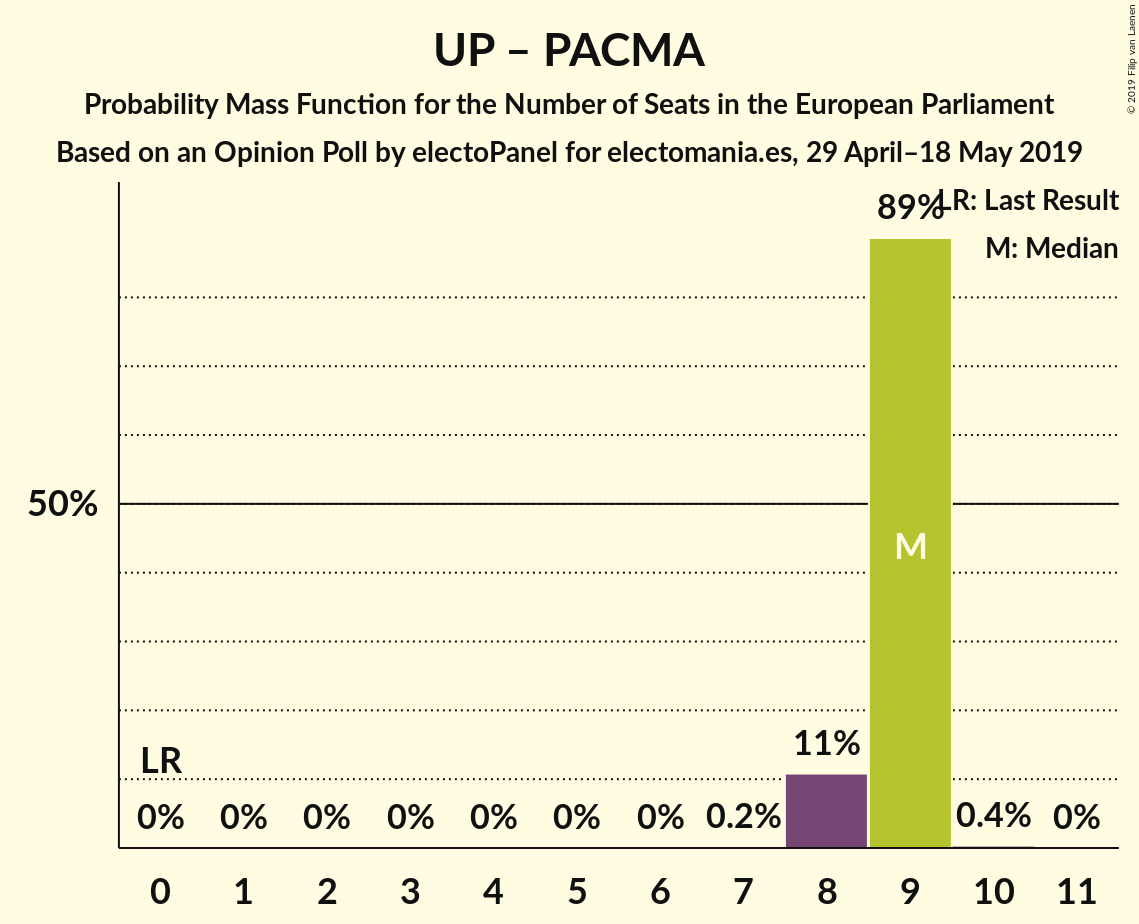 UP – PACMA
Probability Mass Function for the Number of Seats in the European Parliament
Based on an Opinion Poll by electoPanel for electomania.es, 29 April–18 May 2019
© 2019 Filip van Laenen
89%
LR: Last Result
M: Median
50%
M
11%
LR
0% 0% 0% 0% 0% 0% 0% 0.2% 0.4% 0%
0 1 2 3 4 5 6 7 8 9 10 11